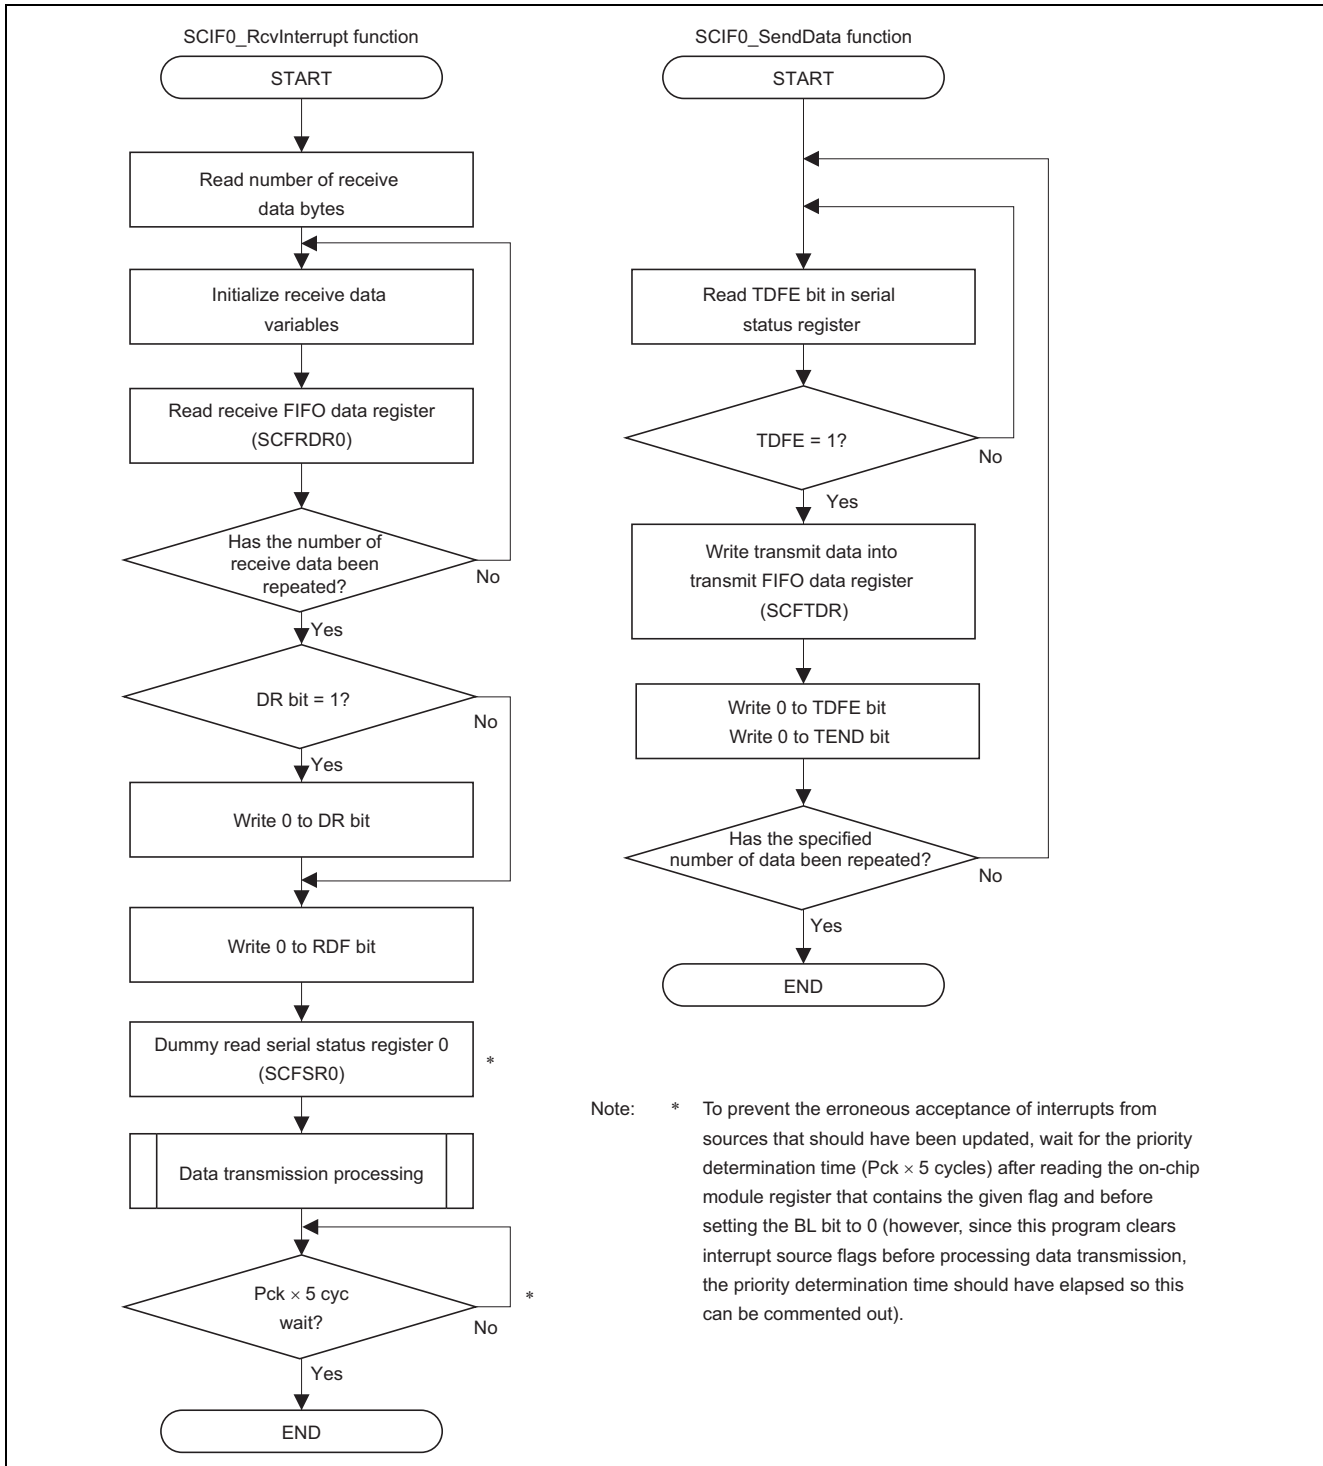 SCIF0_RcvInterrupt function
START
Read number of receive
data bytes
Initialize receive data
variables
Read receive FIFO data register
(SCFRDR0)
Has the number of
receive data been
repeated?
No
Yes
DR bit = 1?
No
Yes
Write 0 to DR bit
Write 0 to RDF bit
Dummy read serial status register 0
(SCFSR0)
*
Data transmission processing
Pck × 5 cyc
wait?
*
No
Yes
END
SCIF0_SendData function
START
Read TDFE bit in serial
status register
TDFE = 1?
No
Yes
Write transmit data into
transmit FIFO data register
(SCFTDR)
Write 0 to TDFE bit
Write 0 to TEND bit
Has the specified
number of data been repeated?
No
Yes
END
Note: * To prevent the erroneous acceptance of interrupts from
sources that should have been updated, wait for the priority
determination time (Pck × 5 cycles) after reading the on-chip
module register that contains the given flag and before
setting the BL bit to 0 (however, since this program clears
interrupt source flags before processing data transmission,
the priority determination time should have elapsed so this
can be commented out).